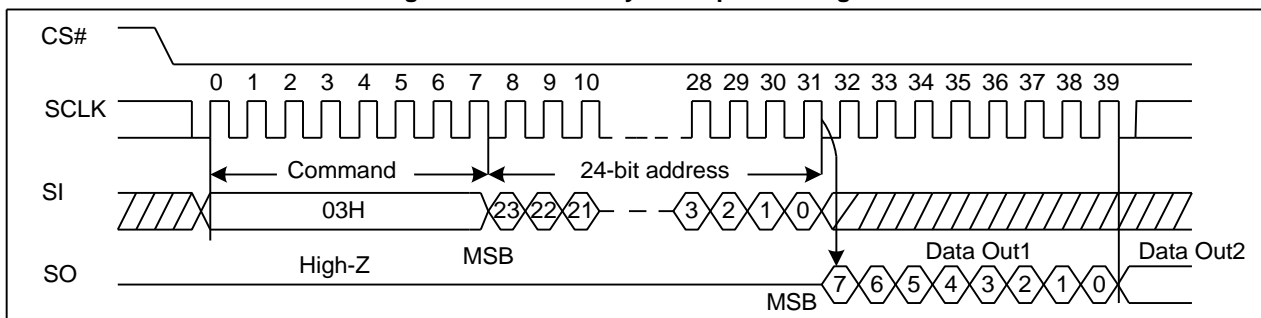 CS#
0 1 2 3 4 5 6 7 8 9 10 28 29 30 31 32 33 34 35 36 37 38 39
SCLK
Command 24-bit address
SI
03H 23 22 21 3 2 1 0
High-Z MSB Data Out1 Data Out2
SO
MSB 7 6 5 4 3 2 1 0